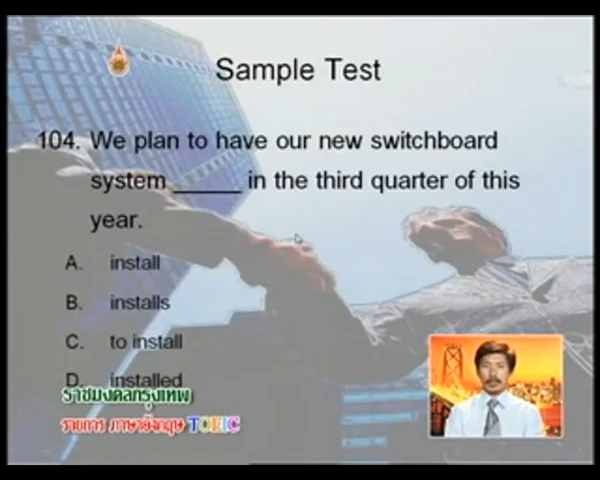 Sample Test
104. We plan to have our new switchboard
system _____ in the third quarter of this
year.
A. install
B. installs
C. to install
D. installed
ราชมงคลกรุงเทพ
รายการ ภาษาอังกฤษ TOEIC